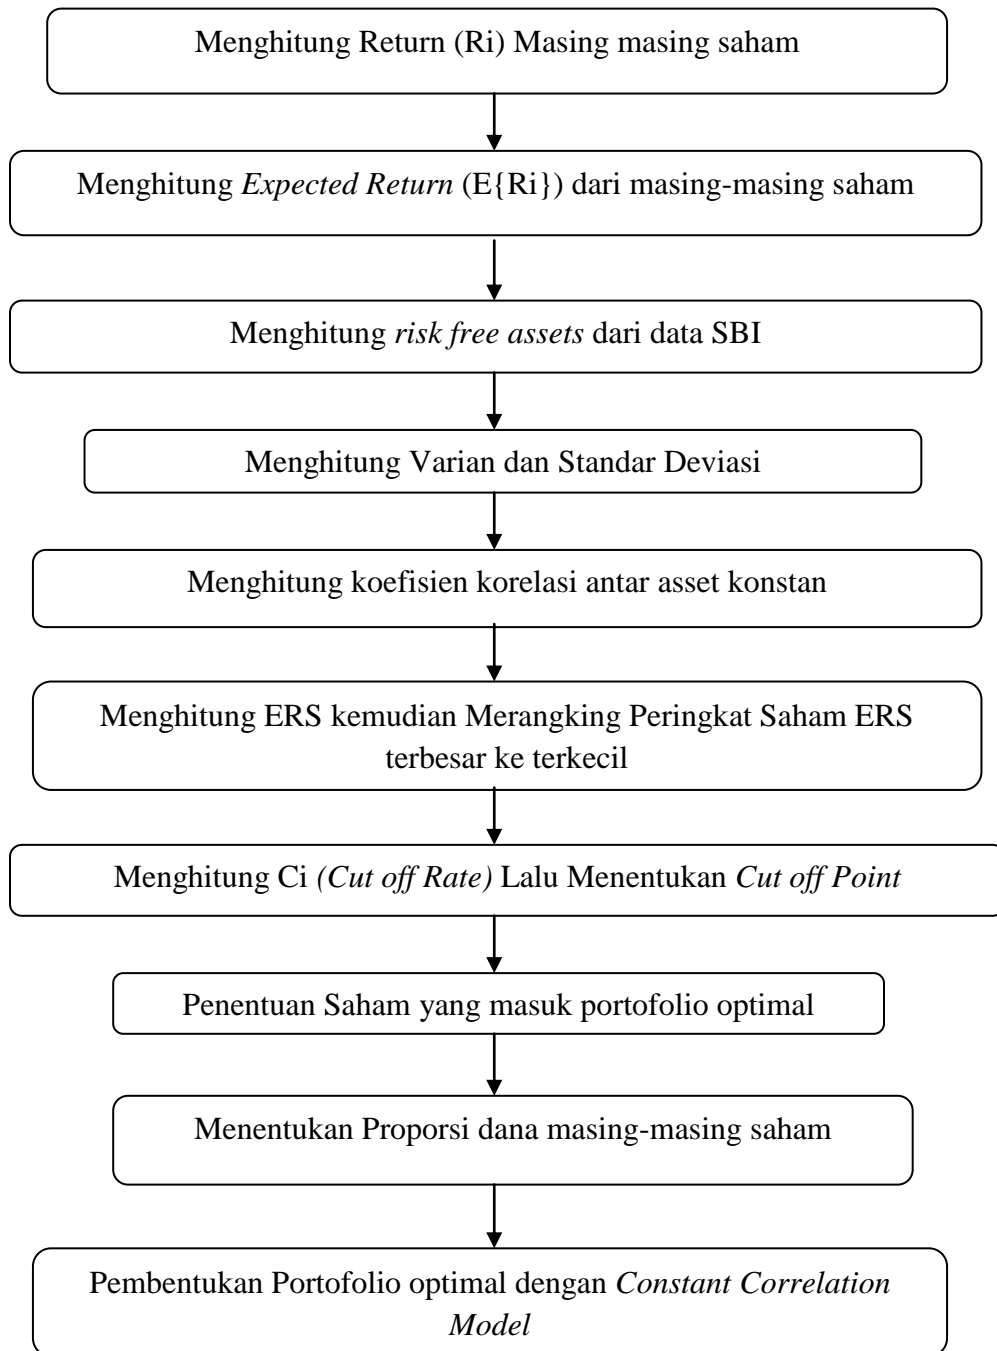 Menghitung Return (Ri) Masing masing saham
Menghitung Expected Return (E{Ri}) dari masing-masing saham
Menghitung risk free assets dari data SBI
Menghitung Varian dan Standar Deviasi
Menghitung koefisien korelasi antar asset konstan
Menghitung ERS kemudian Merangking Peringkat Saham ERS
terbesar ke terkecil
Menghitung Ci (Cut off Rate) Lalu Menentukan Cut off Point
Penentuan Saham yang masuk portofolio optimal
Menentukan Proporsi dana masing-masing saham
Pembentukan Portofolio optimal dengan Constant Correlation
Model